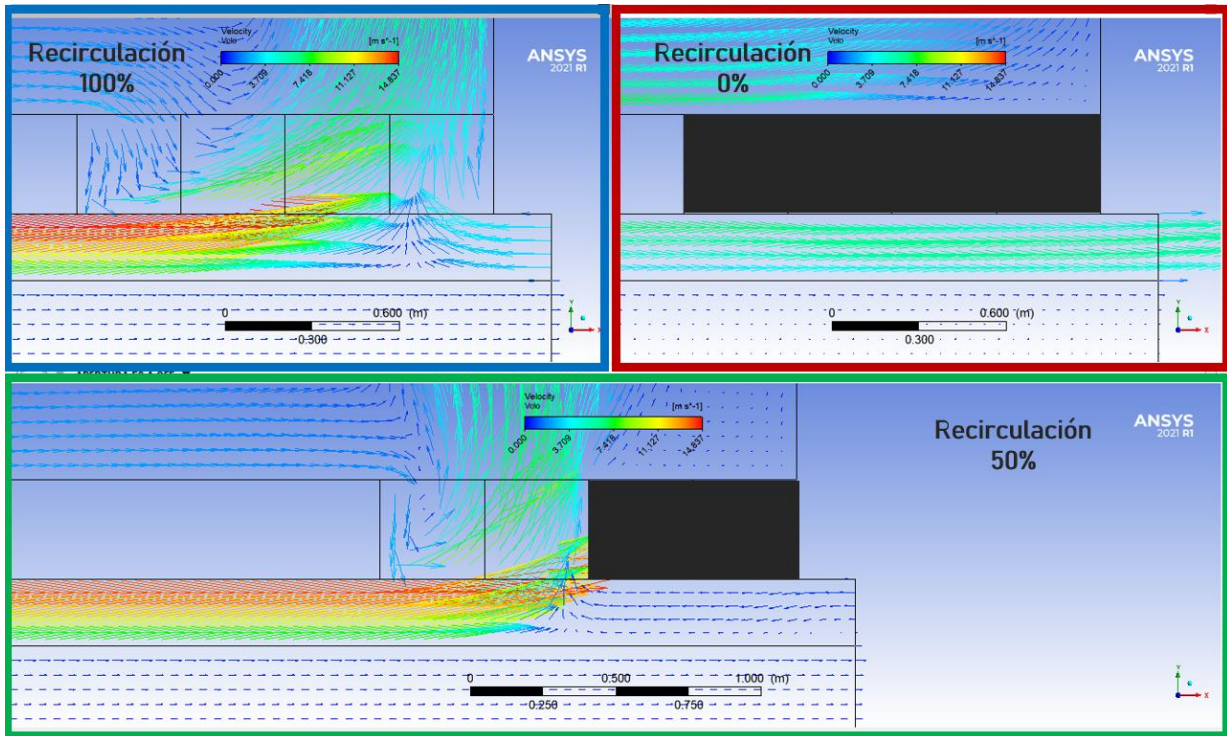 Recirculación
100%
Velocity
Volo
[m s^-1]
0.000
3.709
7.418
11.127
14.837
ANSYS
2021 R1
0
0.600 (m)
0.300
Y
X
Recirculación
0%
Velocity
Volo
[m s^-1]
0.000
3.709
7.418
11.127
14.837
ANSYS
2021 R1
0
0.600 (m)
0.300
Y
X
Velocity
Volo
[m s^-1]
0.000
3.709
7.418
11.127
14.837
Recirculación
50%
ANSYS
2021 R1
0
0.500
1.000 (m)
0.250
0.750
Y
X